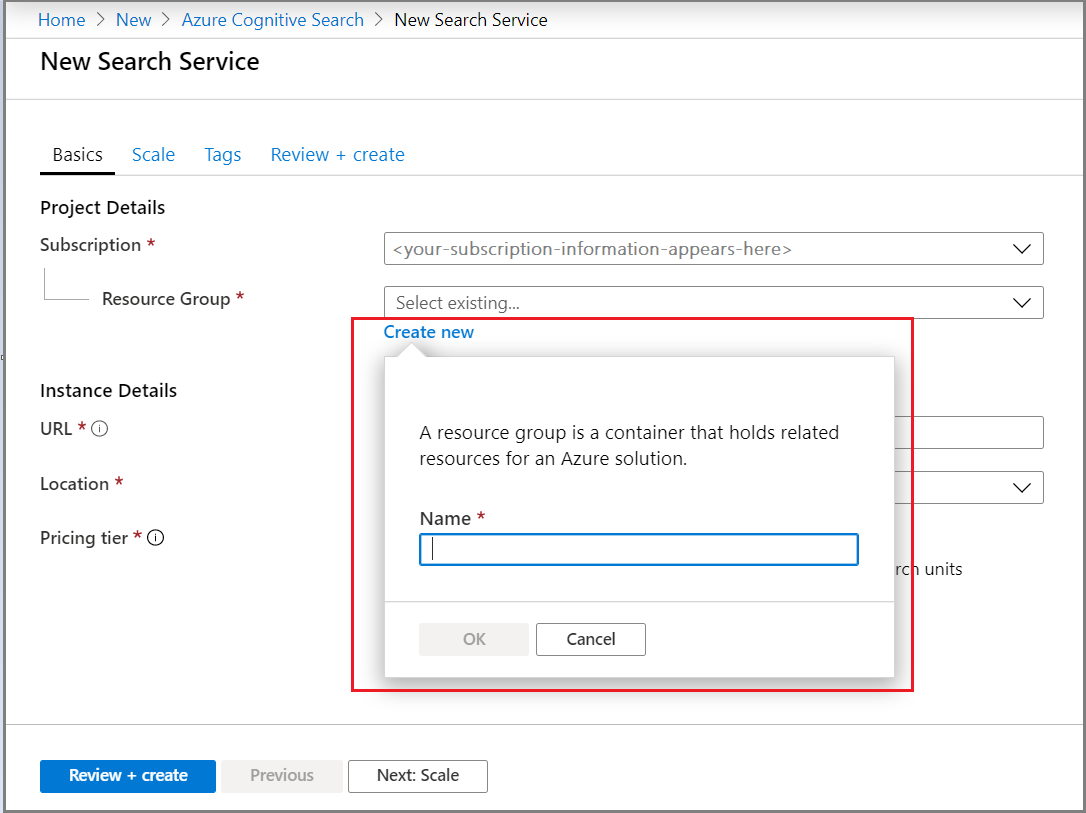 Home > New > Azure Cognitive Search > New Search Service
New Search Service
Basics Scale Tags Review + create
Project Details
Subscription * <your-subscription-information-appears-here>
Resource Group * Select existing...
Create new
A resource group is a container that holds related
resources for an Azure solution.
Name *
OK Cancel
Instance Details
URL *
Location *
Pricing tier *
rch units
Review + create Previous Next: Scale